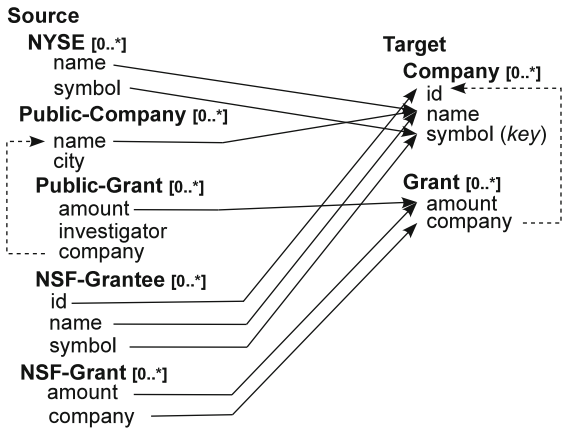 Source
NYSE [0..*]
name
symbol
Public-Company [0..*]
name
city
Public-Grant [0..*]
amount
investigator
company
NSF-Grantee [0..*]
id
name
symbol
NSF-Grant [0..*]
amount
company
Target
Company [0..*]
id
name
symbol (key)
Grant [0..*]
amount
company